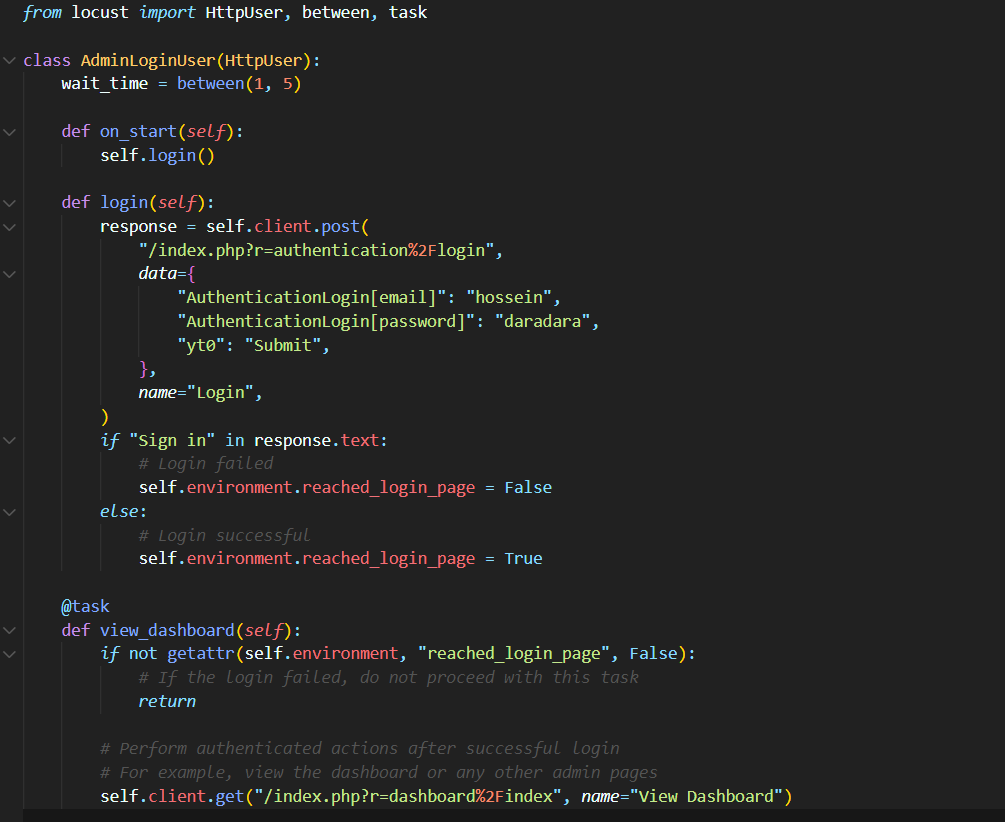 from locust import HttpUser, between, task
class AdminLoginUser(HttpUser):
    wait_time = between(1, 5)
    def on_start(self):
        self.login()
    def login(self):
        response = self.client.post(
            "/index.php?r=authentication%2Flogin",
            data={
                "AuthenticationLogin[email]": "hossein",
                "AuthenticationLogin[password]": "daradara",
                "yt0": "Submit",
            },
            name="Login",
        )
        if "Sign in" in response.text:
            # Login failed
            self.environment.reached_login_page = False
        else:
            # Login successful
            self.environment.reached_login_page = True
    @task
    def view_dashboard(self):
        if not getattr(self.environment, "reached_login_page", False):
            # If the login failed, do not proceed with this task
            return
        # Perform authenticated actions after successful login
        # For example, view the dashboard or any other admin pages
        self.client.get("/index.php?r=dashboard%2Findex", name="View Dashboard")